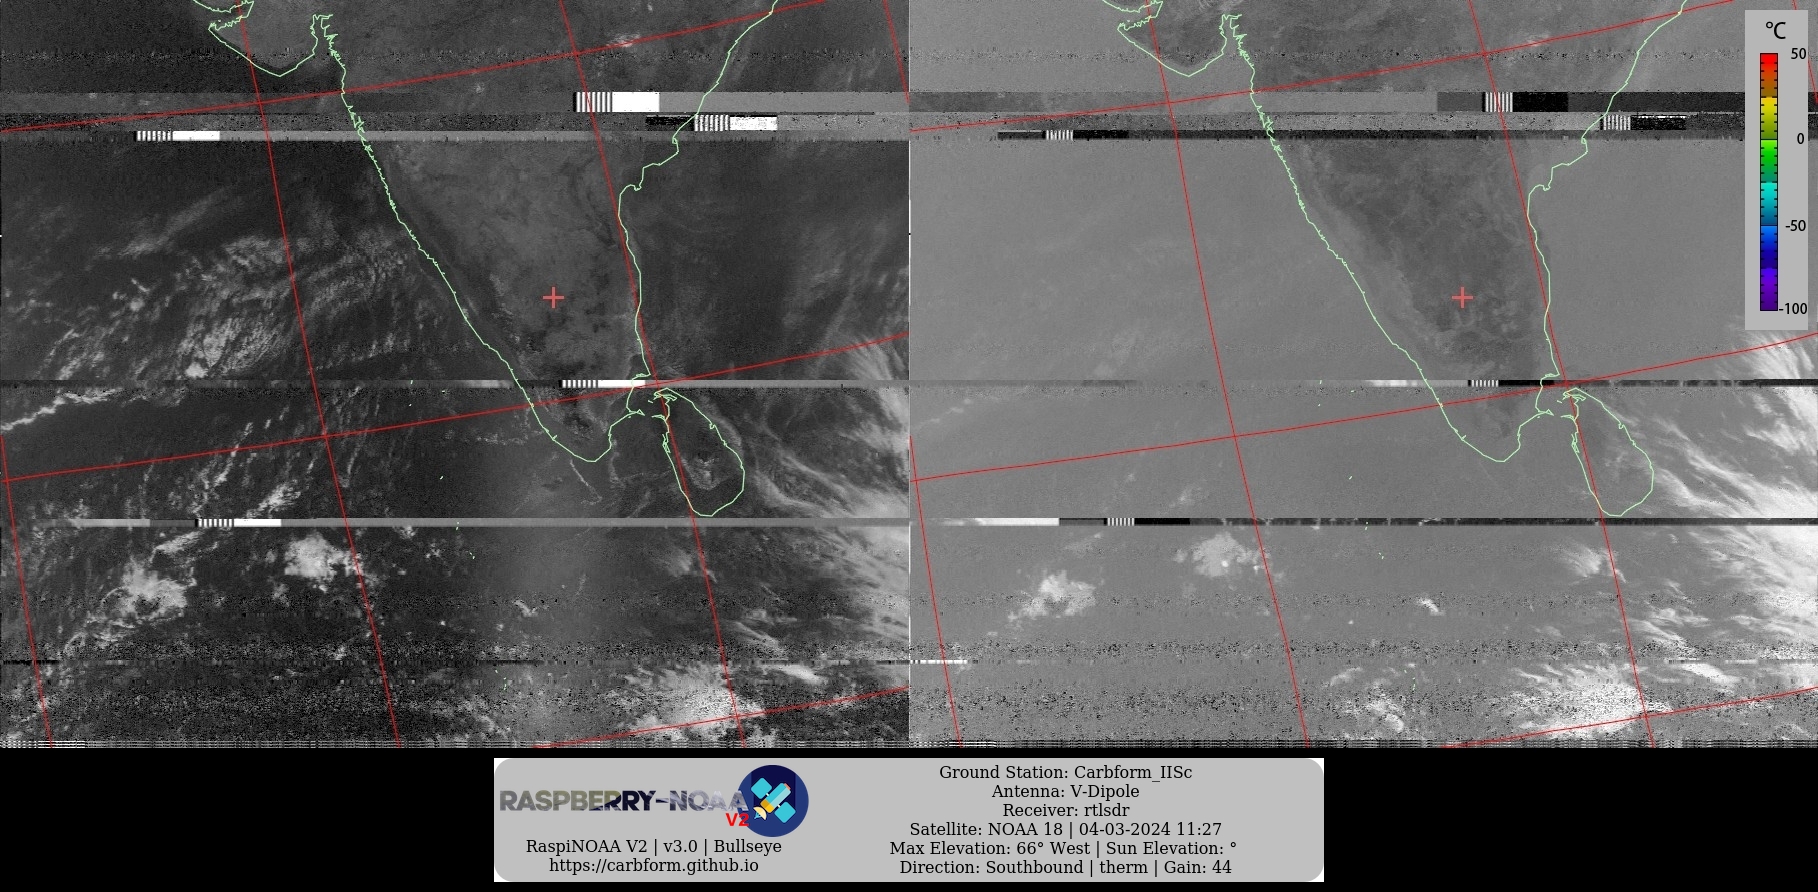 °C
50
0
-50
-100
RASPBERRY-NOAA
V2
RaspiNOAA V2 | v3.0 | Bullseye
https://carbform.github.io
Ground Station: Carbform_IISc
Antenna: V-Dipole
Receiver: rtlsdr
Satellite: NOAA 18 | 04-03-2024 11:27
Max Elevation: 66° West | Sun Elevation: °
Direction: Southbound | therm | Gain: 44